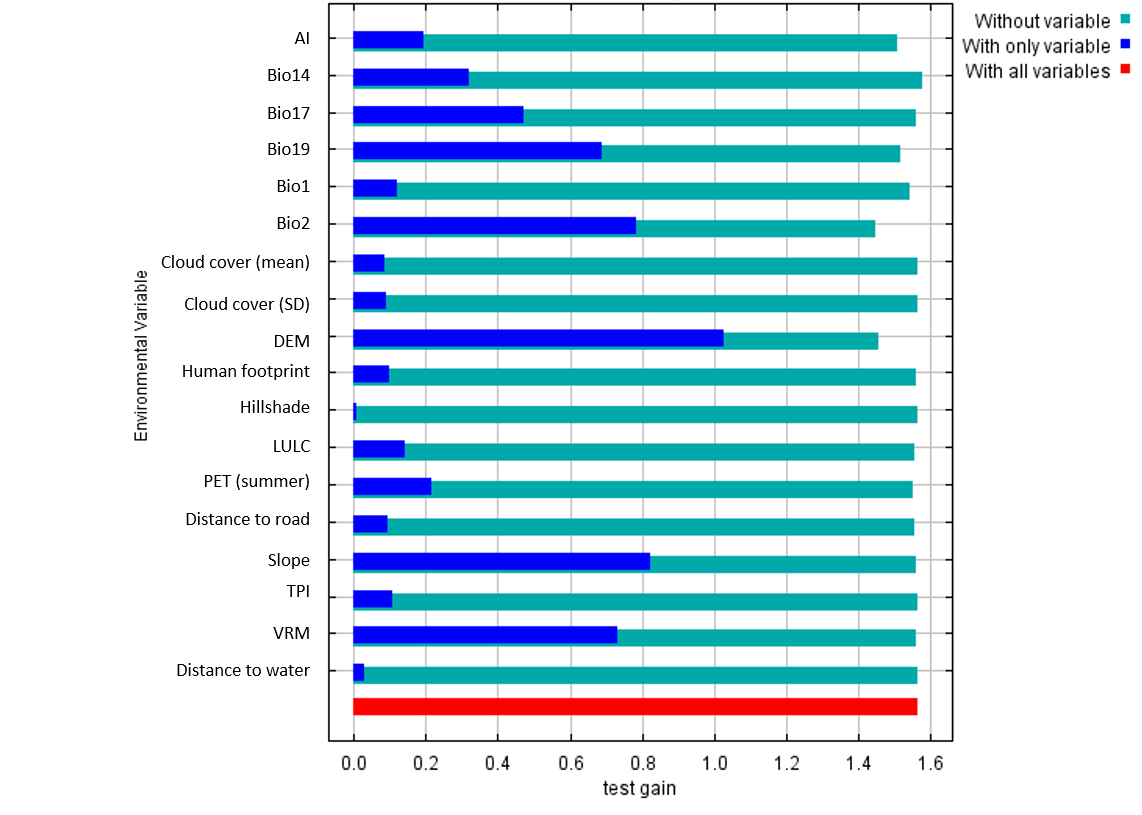 Without variable
With only variable
With all variables
Environmental Variable
AI
Bio14
Bio17
Bio19
Bio1
Bio2
Cloud cover (mean)
Cloud cover (SD)
DEM
Human footprint
Hillshade
LULC
PET (summer)
Distance to road
Slope
TPI
VRM
Distance to water
0.0 0.2 0.4 0.6 0.8 1.0 1.2 1.4 1.6
test gain